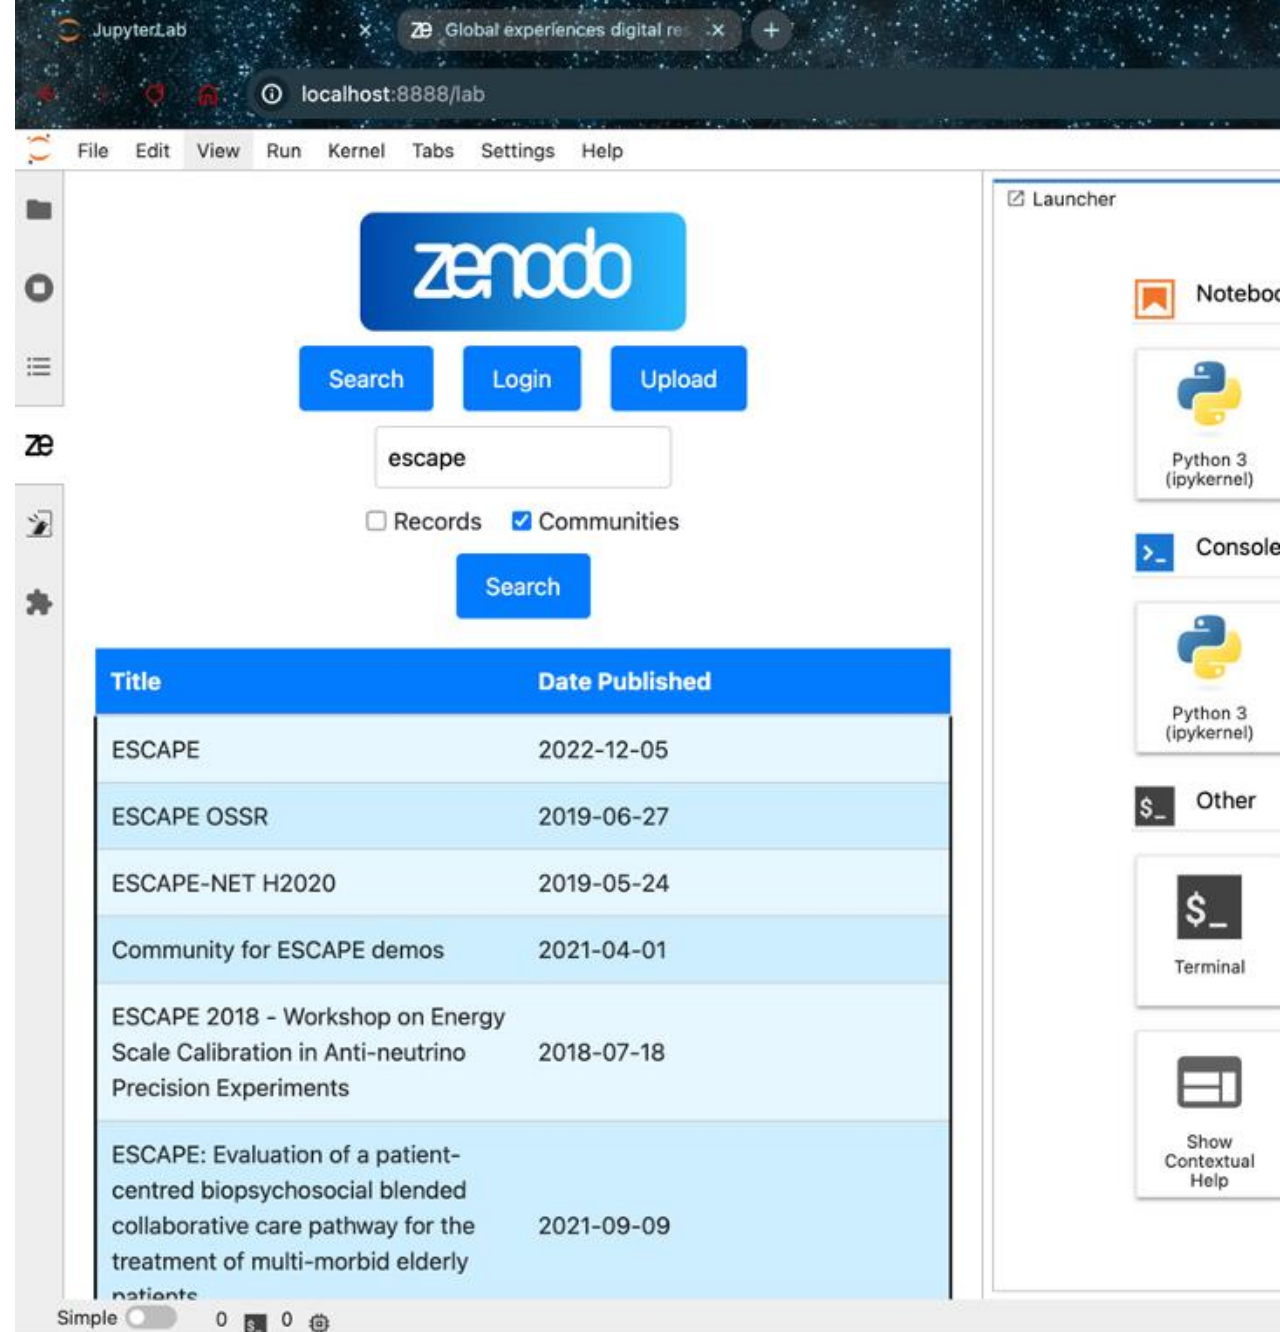 JupyterLab
ze Global experiences digital res
localhost:8888/lab
File Edit View Run Kernel Tabs Settings Help
zenodo
Search Login Upload
escape
Records Communities
Search
Title Date Published
ESCAPE 2022-12-05
ESCAPE OSSR 2019-06-27
ESCAPE-NET H2020 2019-05-24
Community for ESCAPE demos 2021-04-01
ESCAPE 2018 - Workshop on Energy
Scale Calibration in Anti-neutrino 2018-07-18
Precision Experiments
ESCAPE: Evaluation of a patient-
centred biopsychosocial blended
collaborative care pathway for the 2021-09-09
treatment of multi-morbid elderly
patients
ze
Launcher
Noteboo
Python 3
(ipykernel)
>_ Console
Python 3
(ipykernel)
$_ Other
$_
Terminal
Show
Contextual
Help
Simple 0 $_ 0